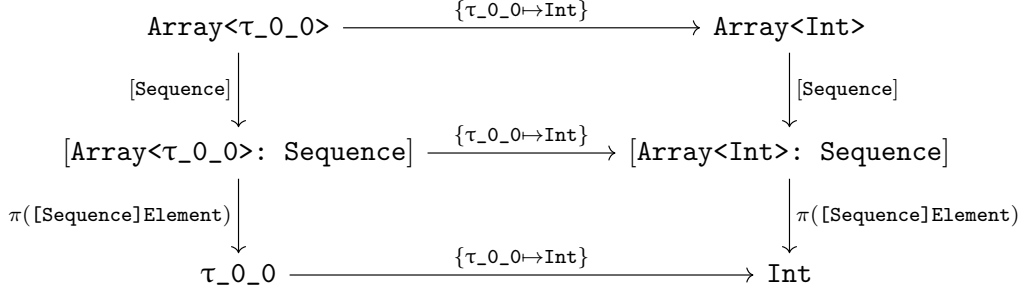 {τ_0_0↦Int}
Array<τ_0_0> Array<Int>
[Sequence] [Sequence]
{τ_0_0↦Int}
[Array<τ_0_0>: Sequence] [Array<Int>: Sequence]
π([Sequence]Element) π([Sequence]Element)
{τ_0_0↦Int}
τ_0_0 Int